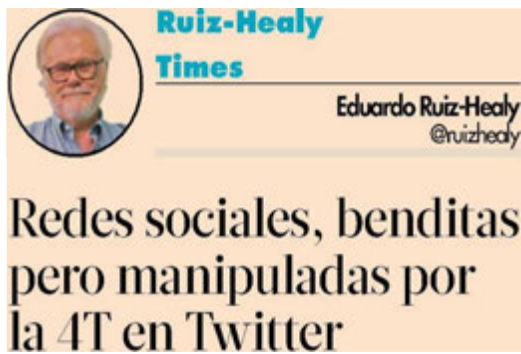 Ruiz-Healy
Times
Eduardo Ruiz-Healy
@ruizhealy
Redes sociales, benditas
pero manipuladas por
la 4T en Twitter